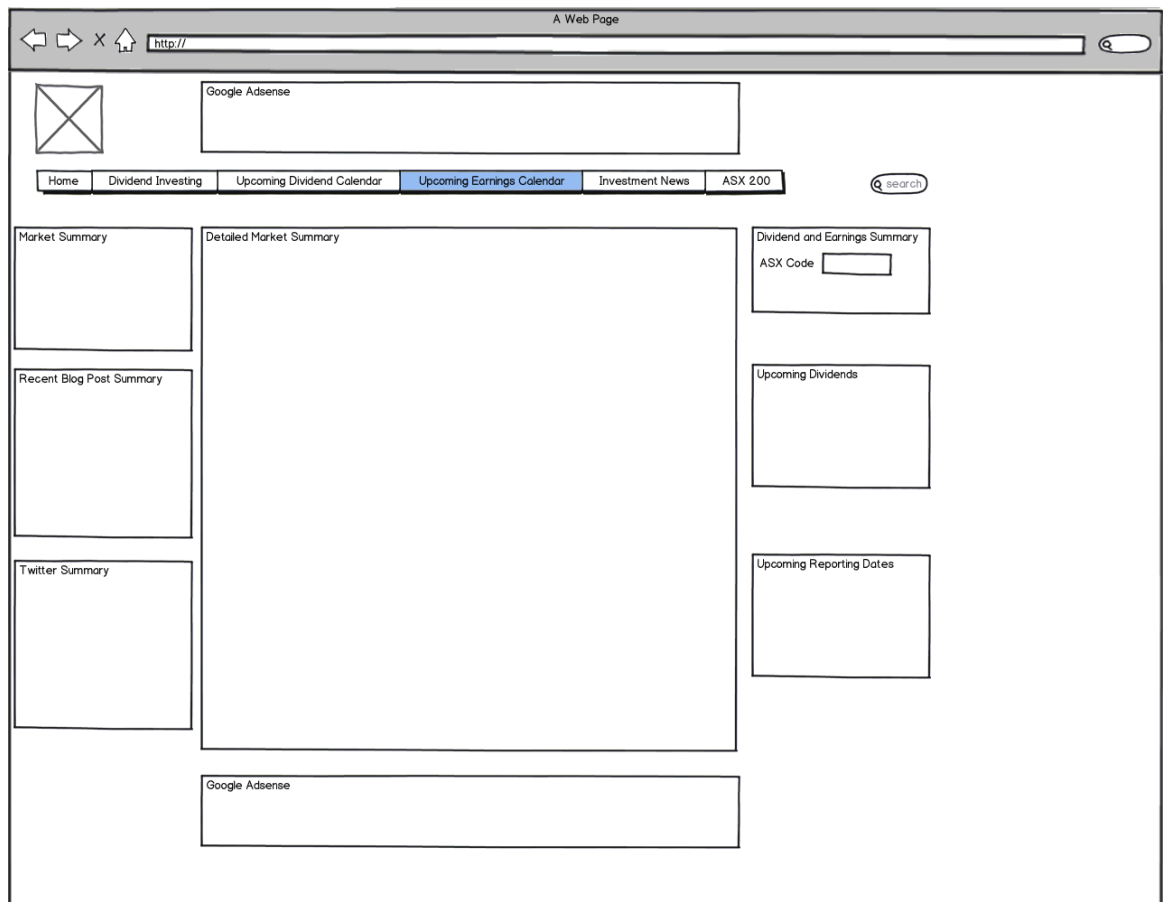 A Web Page
http://
Google Adsense
Home Dividend Investing Upcoming Dividend Calendar Upcoming Earnings Calendar Investment News ASX 200
search
Market Summary
Detailed Market Summary
Dividend and Earnings Summary
ASX Code
Recent Blog Post Summary
Upcoming Dividends
Twitter Summary
Upcoming Reporting Dates
Google Adsense